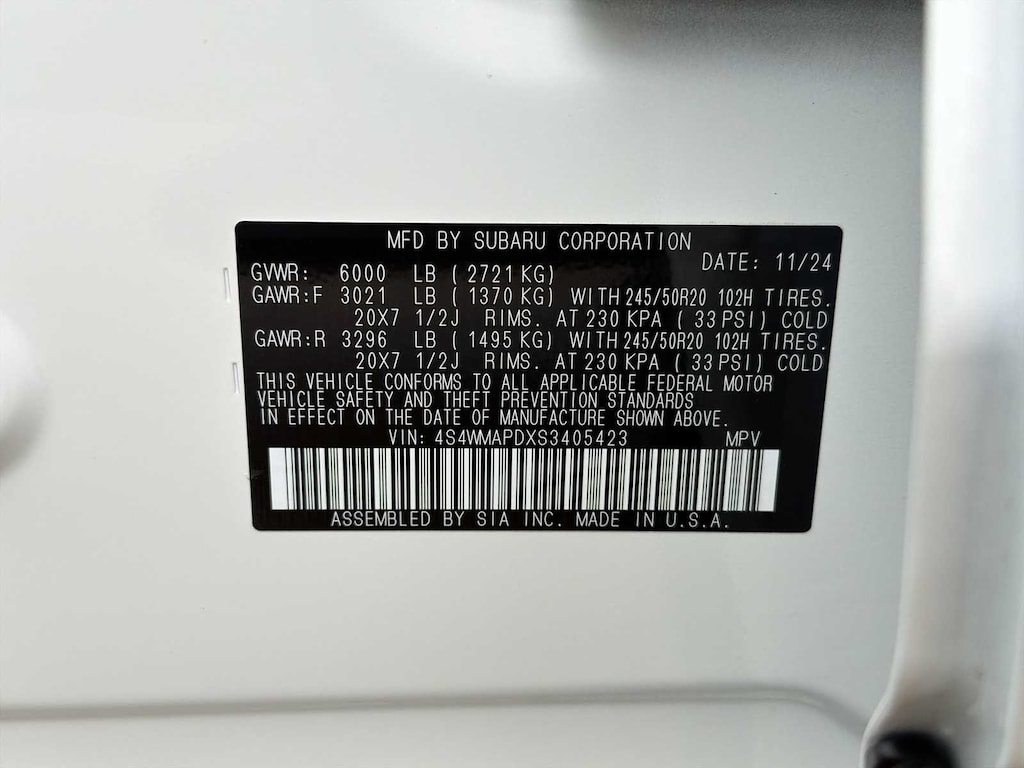 MFD BY SUBARU CORPORATION
DATE: 11/24
GVWR: 6000 LB ( 2721 KG)
GAWR:F 3021 LB ( 1370 KG) WITH 245/50R20 102H TIRES.
20X7 1/2J RIMS. AT 230 KPA ( 33 PSI) COLD
GAWR:R 3296 LB ( 1495 KG) WITH 245/50R20 102H TIRES.
20X7 1/2J RIMS. AT 230 KPA ( 33 PSI) COLD
THIS VEHICLE CONFORMS TO ALL APPLICABLE FEDERAL MOTOR
VEHICLE SAFETY AND THEFT PREVENTION STANDARDS
IN EFFECT ON THE DATE OF MANUFACTURE SHOWN ABOVE.
VIN: 4S4WMAPDXS3405423 MPV
ASSEMBLED BY SIA INC. MADE IN U.S.A.